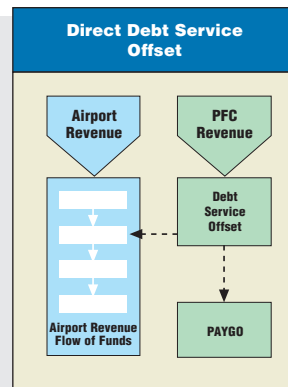 Direct Debt Service
Offset
Airport
Revenue
PFC
Revenue
Debt
Service
Offset
Airport Revenue
Flow of Funds
PAYGO